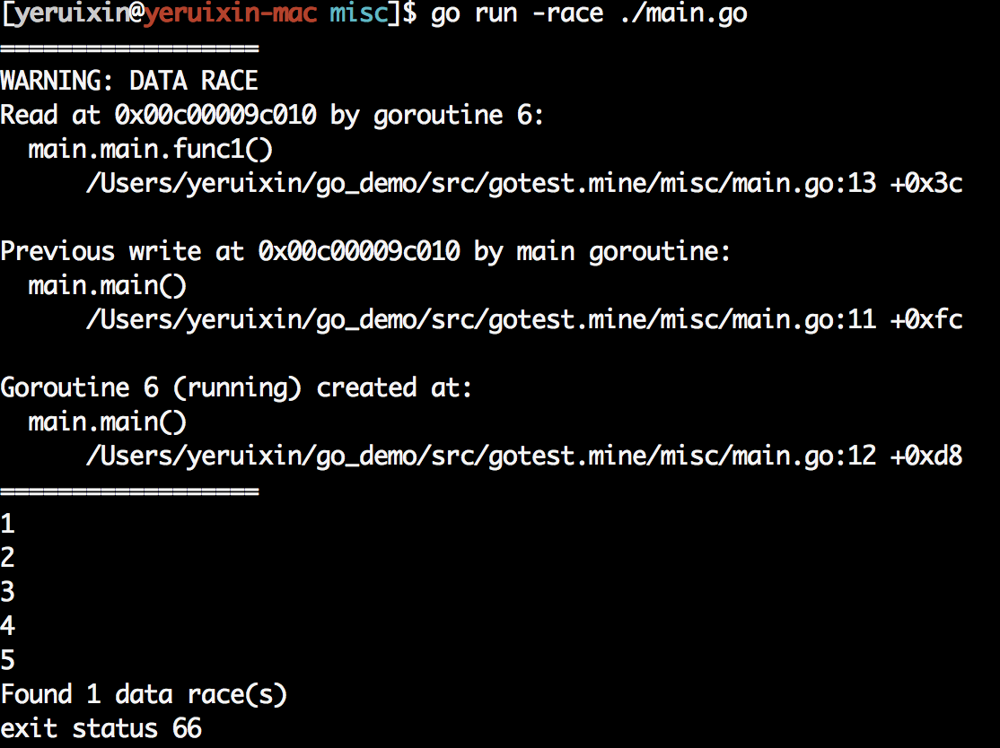 [yeruixin@yeruixin-mac misc]$ go run -race ./main.go
==================
WARNING: DATA RACE
Read at 0x00c00009c010 by goroutine 6:
  main.main.func1()
      /Users/yeruixin/go_demo/src/gotest.mine/misc/main.go:13 +0x3c

Previous write at 0x00c00009c010 by main goroutine:
  main.main()
      /Users/yeruixin/go_demo/src/gotest.mine/misc/main.go:11 +0xfc

Goroutine 6 (running) created at:
  main.main()
      /Users/yeruixin/go_demo/src/gotest.mine/misc/main.go:12 +0xd8
==================
1
2
3
4
5
Found 1 data race(s)
exit status 66